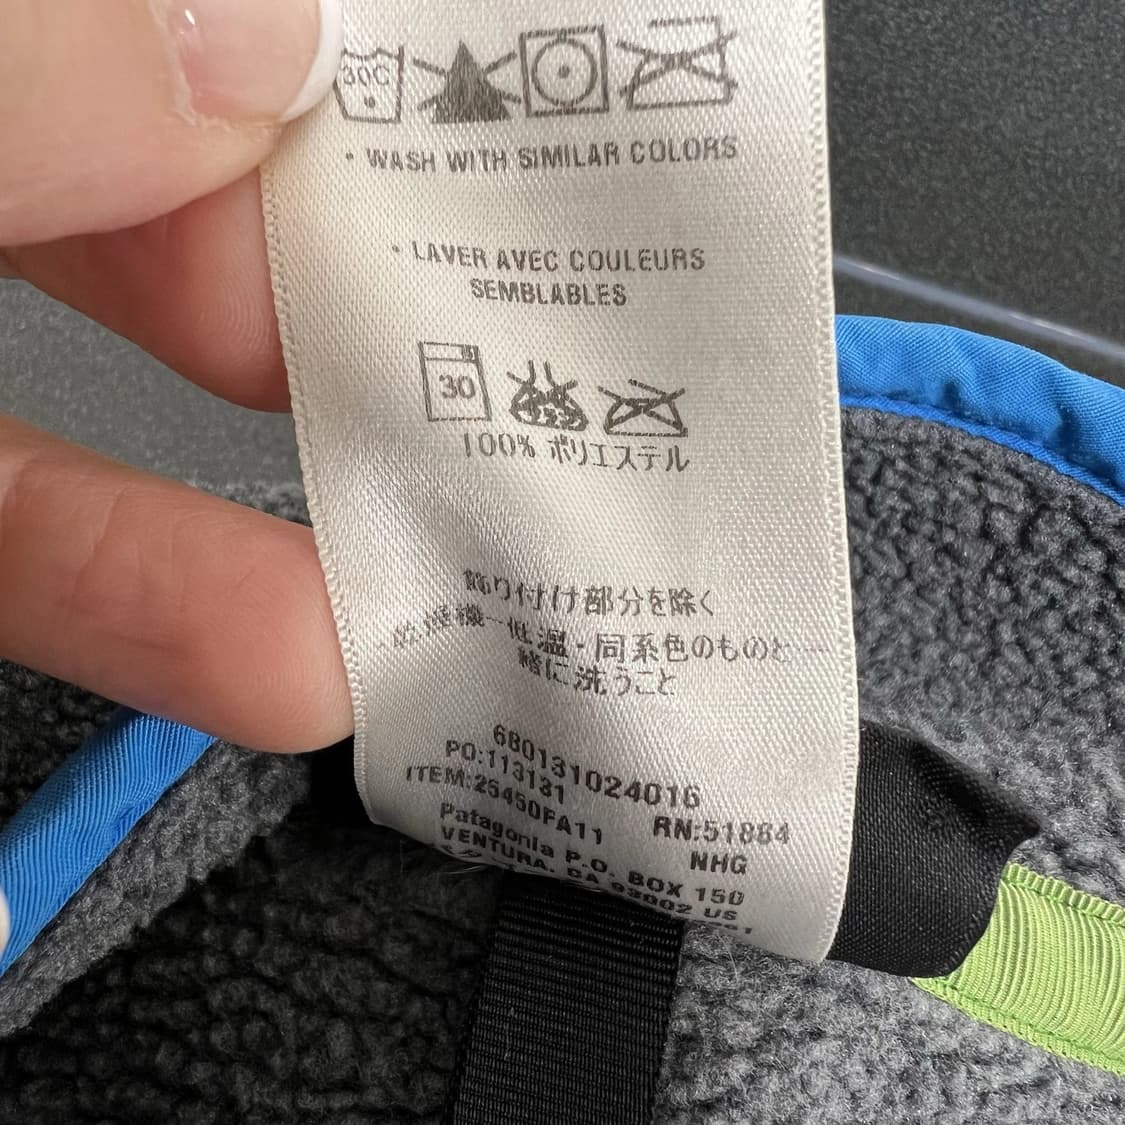 30C
• WASH WITH SIMILAR COLORS
• LAVER AVEC COULEURS
SEMBLABLES
30
100% ポリエステル
飾り付け部分を除く
乾燥機一低温・同系色のものと一
緒に洗うこと
680131024016
PO:113131
ITEM:25450FA11 RN:51884
NHG
Patagonia P.O. BOX 150
VENTURA, CA 93002 US